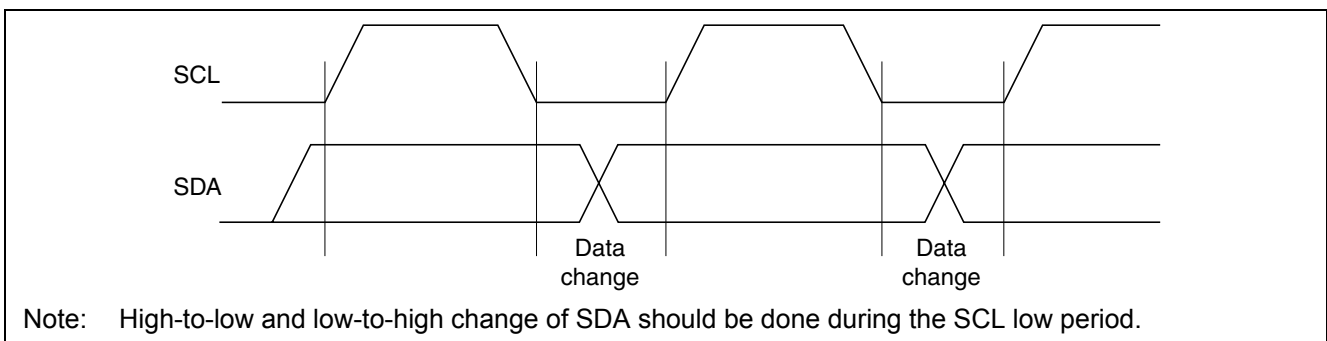 SCL
SDA
Data
change
Data
change
Note: High-to-low and low-to-high change of SDA should be done during the SCL low period.